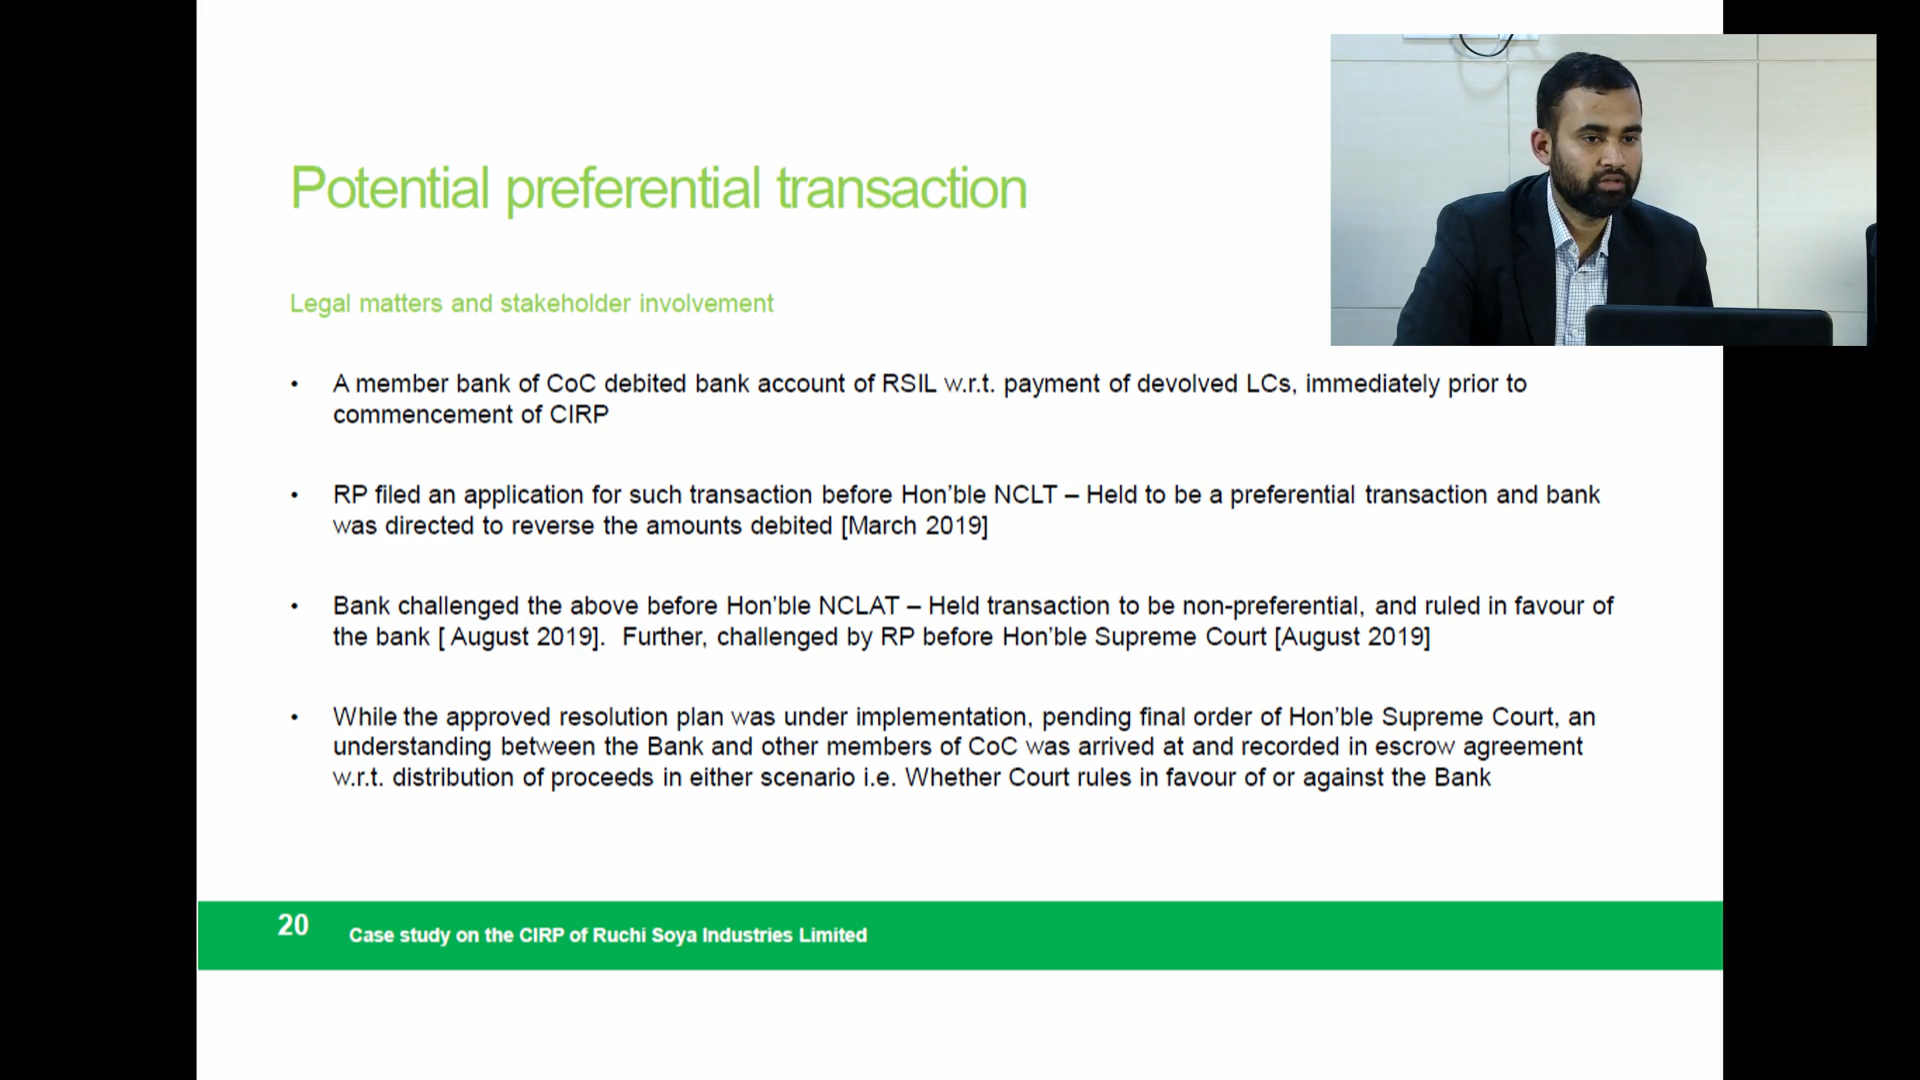 Potential preferential transaction
Legal matters and stakeholder involvement
• A member bank of CoC debited bank account of RSIL w.r.t. payment of devolved LCs, immediately prior to
commencement of CIRP
• RP filed an application for such transaction before Hon'ble NCLT – Held to be a preferential transaction and bank
was directed to reverse the amounts debited [March 2019]
• Bank challenged the above before Hon'ble NCLAT – Held transaction to be non-preferential, and ruled in favour of
the bank [ August 2019].  Further, challenged by RP before Hon'ble Supreme Court [August 2019]
• While the approved resolution plan was under implementation, pending final order of Hon'ble Supreme Court, an
understanding between the Bank and other members of CoC was arrived at and recorded in escrow agreement
w.r.t. distribution of proceeds in either scenario i.e. Whether Court rules in favour of or against the Bank
20 Case study on the CIRP of Ruchi Soya Industries Limited